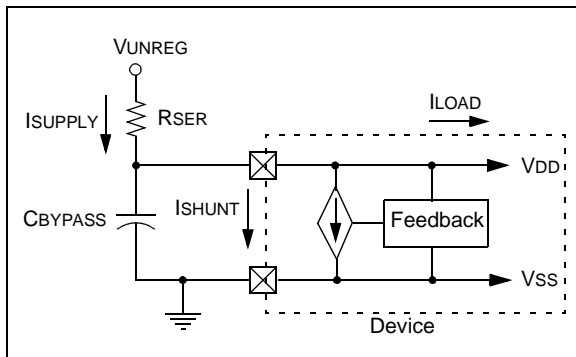 VUNREG
ILOAD
ISUPPLY
RSER
VDD
CBYPASS
ISHUNT
Feedback
VSS
Device